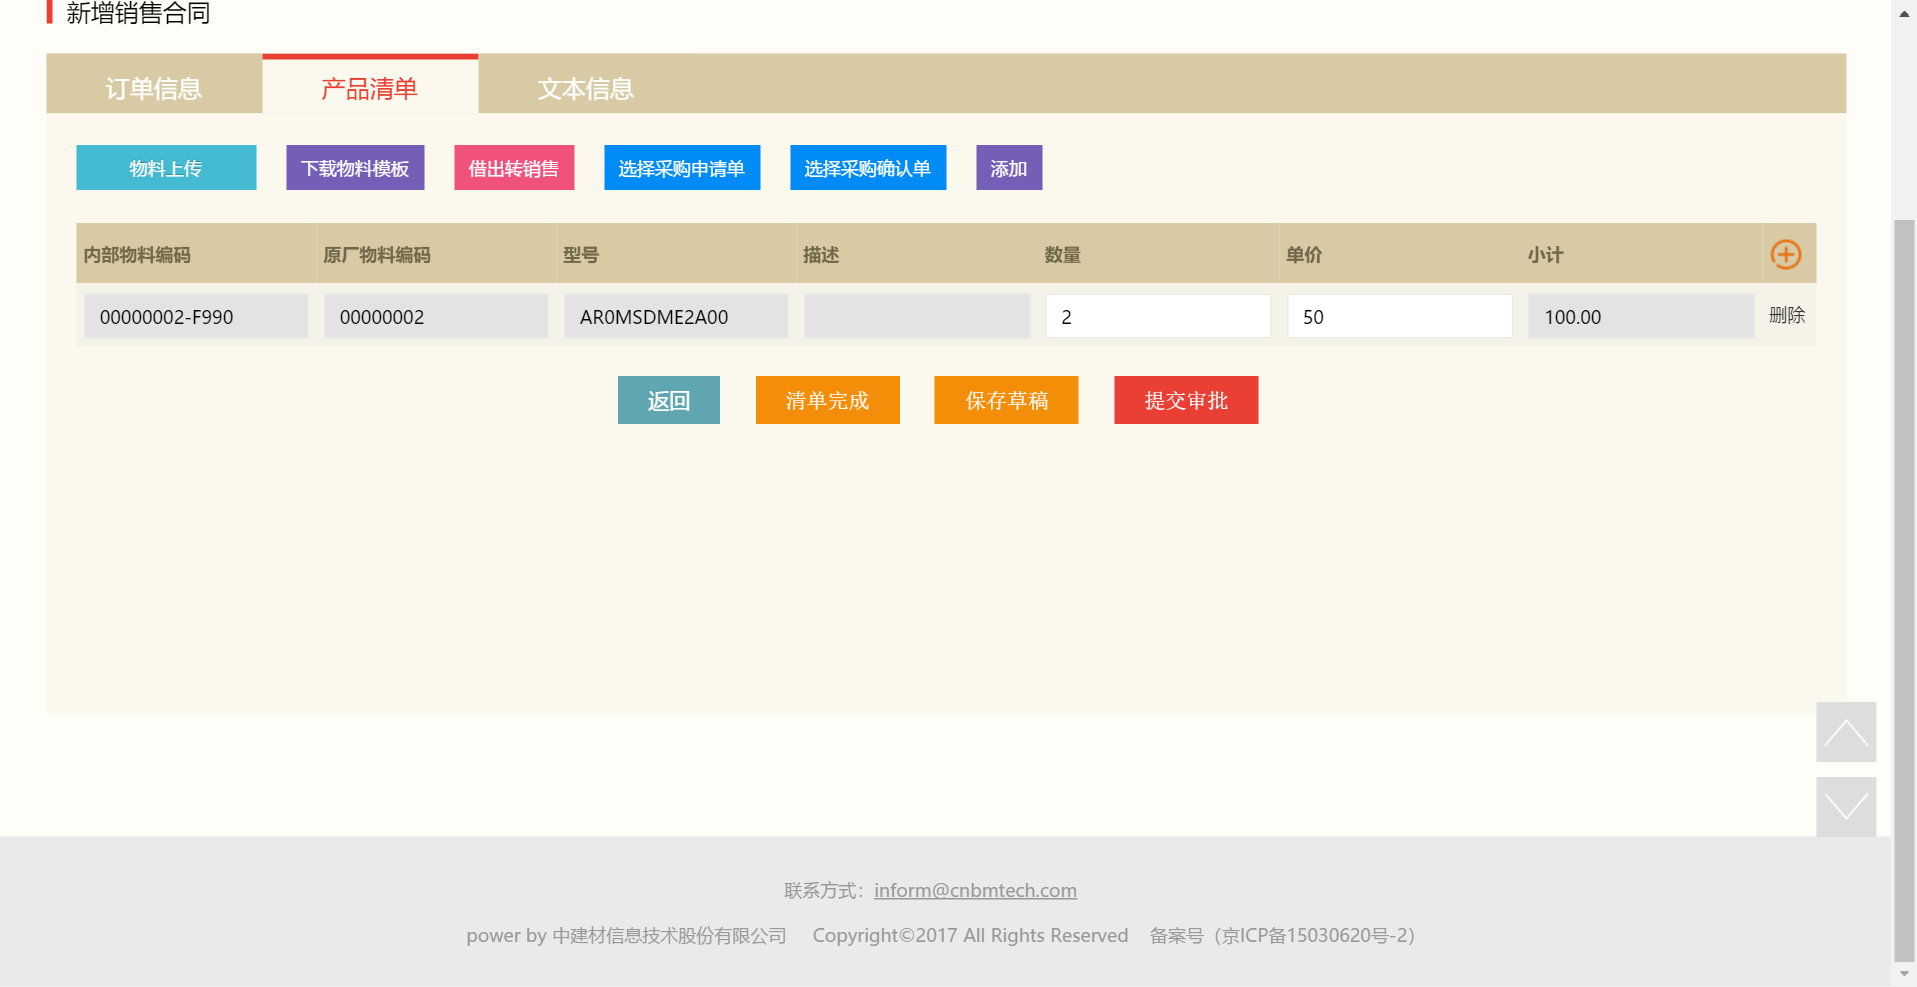 新增销售合同
订单信息 产品清单 文本信息
物料上传 下载物料模板 借出转销售 选择采购申请单 选择采购确认单 添加
内部物料编码 原厂物料编码 型号 描述 数量 单价 小计
00000002-F990 00000002 AR0MSDME2A00 2 50 100.00 删除
返回 清单完成 保存草稿 提交审批
联系方式：inform@cnbmtech.com
power by 中建材信息技术股份有限公司 Copyright©2017 All Rights Reserved 备案号（京ICP备15030620号-2）